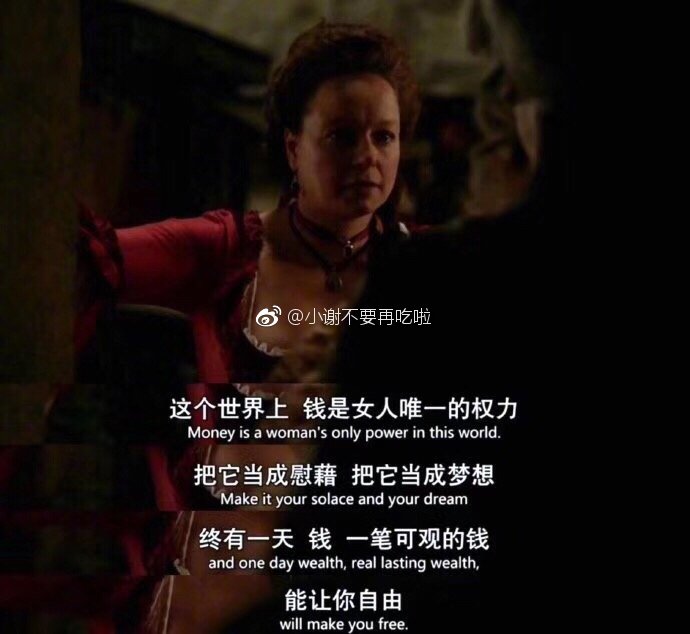 @小谢不要再吃啦
这个世界上 钱是女人唯一的权力
Money is a woman's only power in this world.
把它当成慰藉 把它当成梦想
Make it your solace and your dream
终有一天 钱 一笔可观的钱
and one day wealth, real lasting wealth,
能让你自由
will make you free.